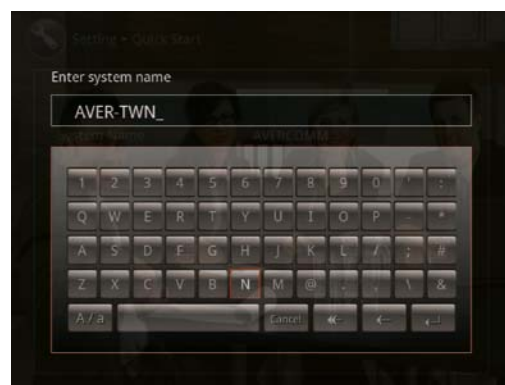 Setting ▸ Quick Start
Enter system name
AVER-TWN_
System Name AVERCOMM
1 2 3 4 5 6 7 8 9 0 ' :
Q W E R T Y U I O P - *
A S D F G H J K L / ; #
Z X C V B N M @ . , \ &
A / a Cancel